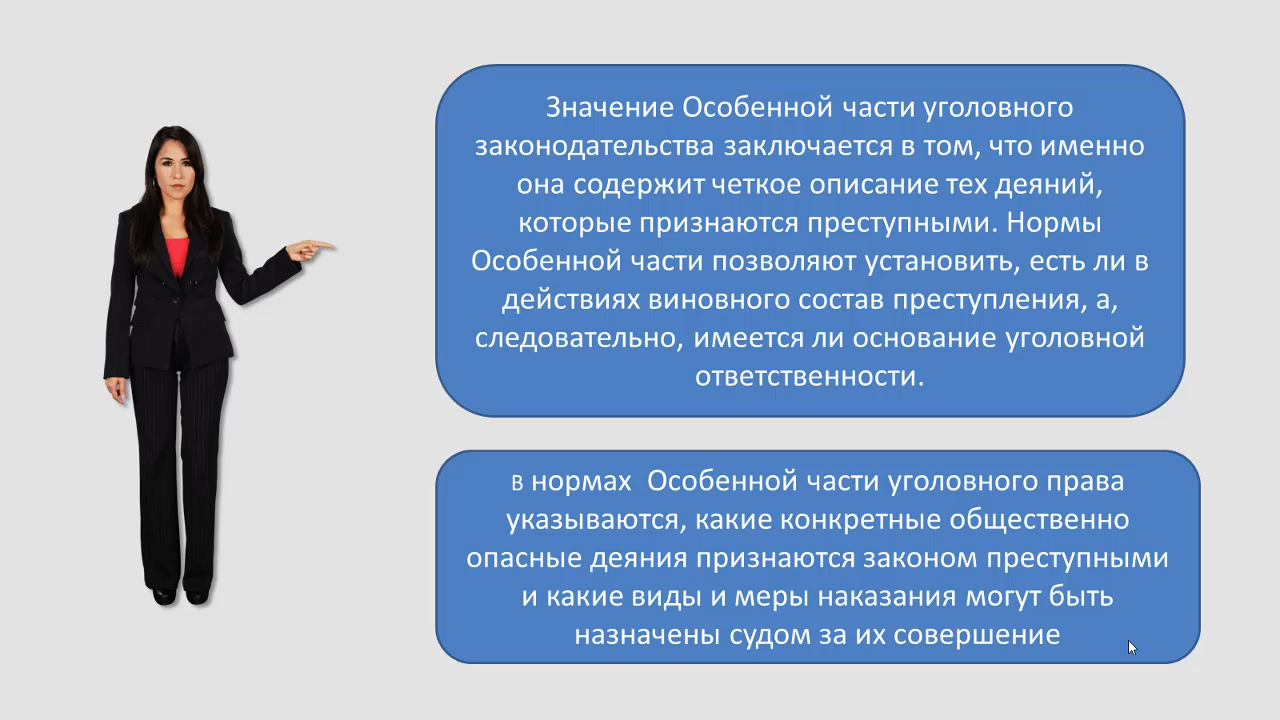 Значение Особенной части уголовного
законодательства заключается в том, что именно
она содержит четкое описание тех деяний,
которые признаются преступными. Нормы
Особенной части позволяют установить, есть ли в
действиях виновного состав преступления, а,
следовательно, имеется ли основание уголовной
ответственности.
в нормах  Особенной части уголовного права
указываются, какие конкретные общественно
опасные деяния признаются законом преступными
и какие виды и меры наказания могут быть
назначены судом за их совершение